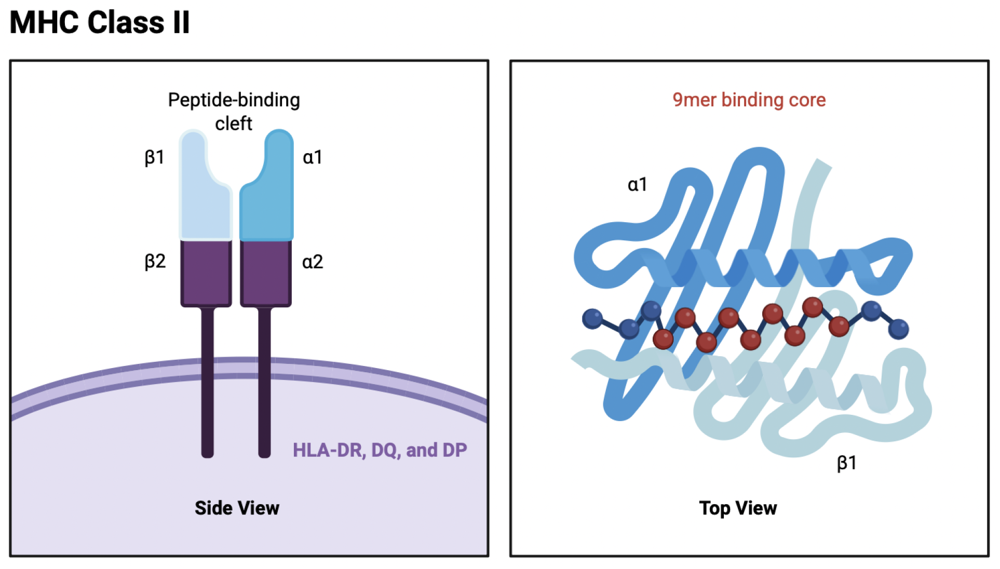 MHC Class II
Peptide-binding
cleft
β1
α1
β2
α2
HLA-DR, DQ, and DP
Side View
9mer binding core
α1
β1
Top View